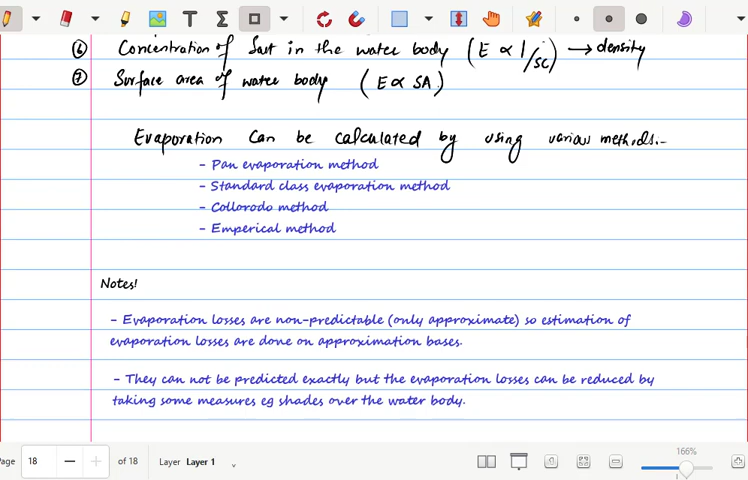 ⑥ Concentration of Salt in the water body (E ∝ 1/SC) → density
⑦ Surface area of water body (E ∝ SA)
Evaporation can be calculated by using various methods.-
- Pan evaporation method
- Standard class evaporation method
- Collorodo method
- Emperical method
Notes!
- Evaporation losses are non-predictable (only approximate) so estimation of
evaporation losses are done on approximation bases.
- They can not be predicted exactly but the evaporation losses can be reduced by
taking some measures eg shades over the water body.
166%
Page 18 of 18 Layer Layer 1